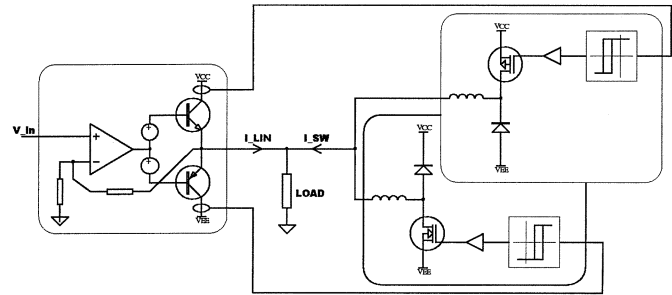 VCC
VCC
V_in
+
+
-
+
I_LIN
I_SW
VCC
VEE
LOAD
VEE
VEE